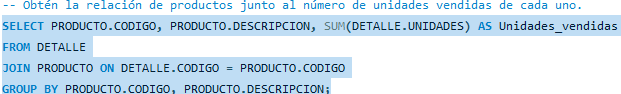 -- Obtén la relación de productos junto al número de unidades vendidas de cada uno.
SELECT PRODUCTO.CODIGO, PRODUCTO.DESCRIPCION, SUM(DETALLE.UNIDADES) AS Unidades_vendidas
FROM DETALLE
JOIN PRODUCTO ON DETALLE.CODIGO = PRODUCTO.CODIGO
GROUP BY PRODUCTO.CODIGO, PRODUCTO.DESCRIPCION;